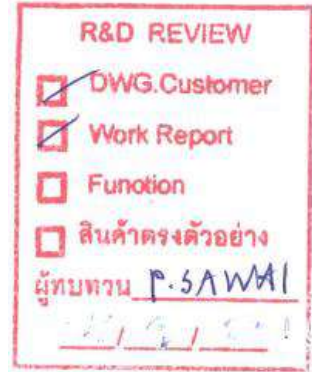 R&D REVIEW
DWG.Customer
Work Report
Funotion
สินค้าตรงตัวอย่าง
ผู้ทบทวน P.SAWAI